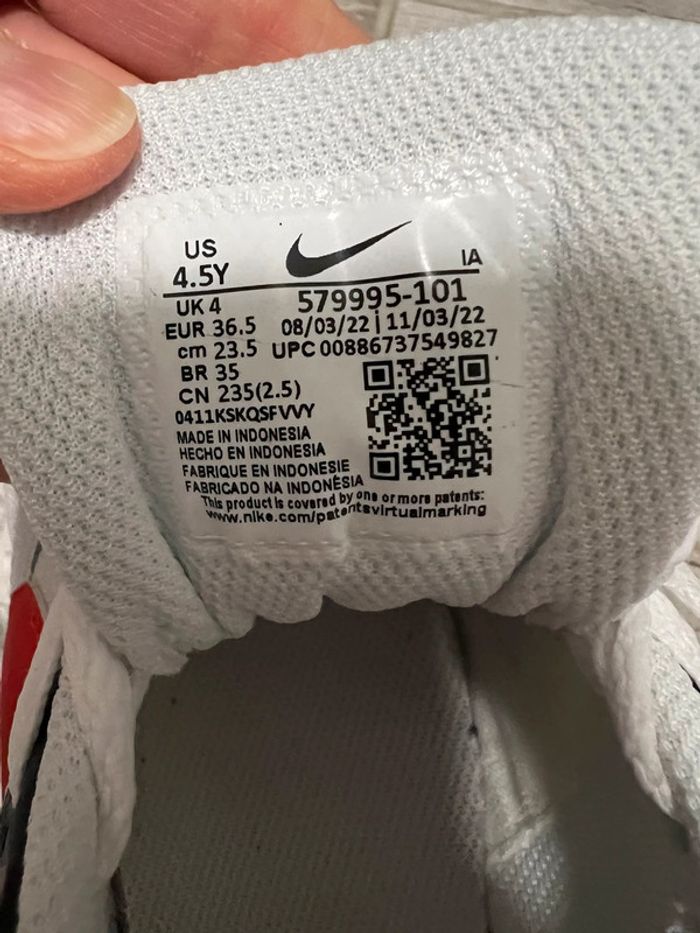 US
4.5Y
IA
UK 4
579995-101
EUR 36.5
08/03/22 | 11/03/22
cm 23.5
UPC 00886737549827
BR 35
CN 235(2.5)
0411KSKQSFVVY
MADE IN INDONESIA
HECHO EN INDONESIA
FABRIQUE EN INDONESIE
FABRICADO NA INDONÉSIA
This product is covered by one or more patents:
www.nike.com/patentsvirtualmarking